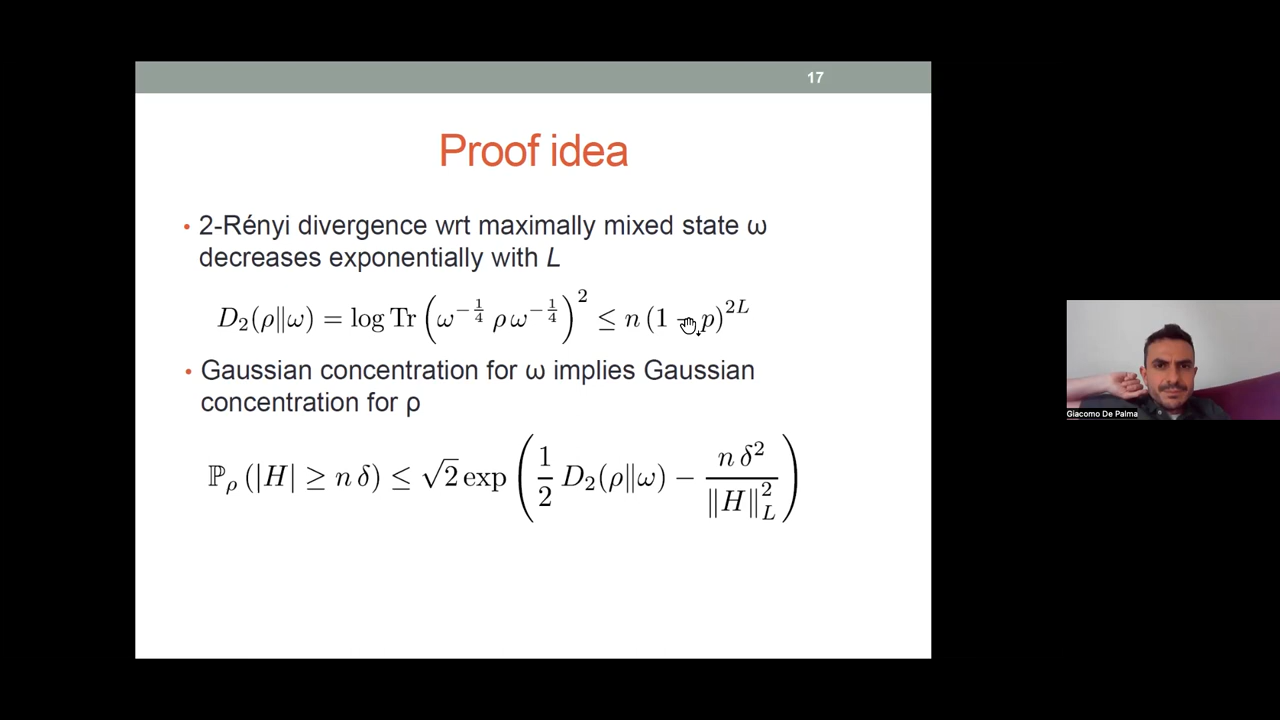 17
Proof idea
• 2-Rényi divergence wrt maximally mixed state ω
decreases exponentially with L
D₂(ρ‖ω) = log Tr (ω^{-1/4} ρ ω^{-1/4})² ≤ n (1 − p)^{2L}
• Gaussian concentration for ω implies Gaussian
concentration for ρ
ℙ_ρ (|H| ≥ n δ) ≤ √2 exp (1/2 D₂(ρ‖ω) − n δ²/‖H‖²_L)
Giacomo De Palma